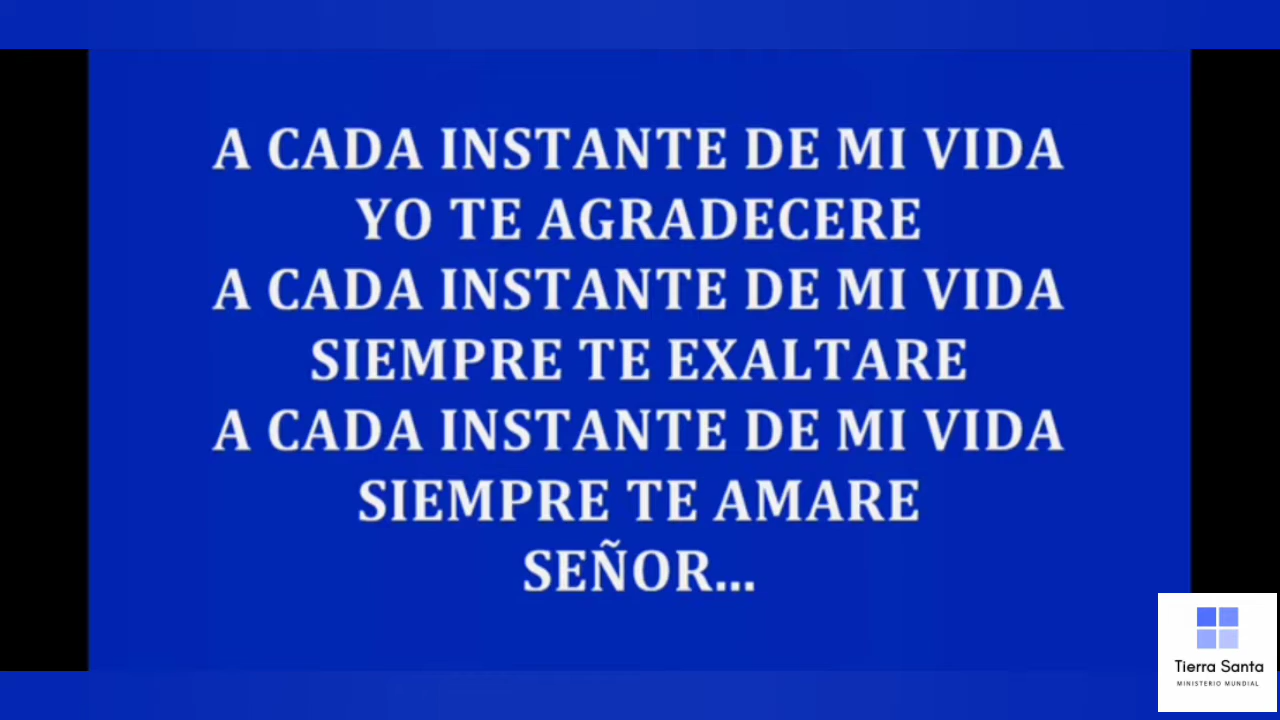 A CADA INSTANTE DE MI VIDA
YO TE AGRADECERE
A CADA INSTANTE DE MI VIDA
SIEMPRE TE EXALTARE
A CADA INSTANTE DE MI VIDA
SIEMPRE TE AMARE
SEÑOR...
Tierra Santa
MINISTERIO MUNDIAL